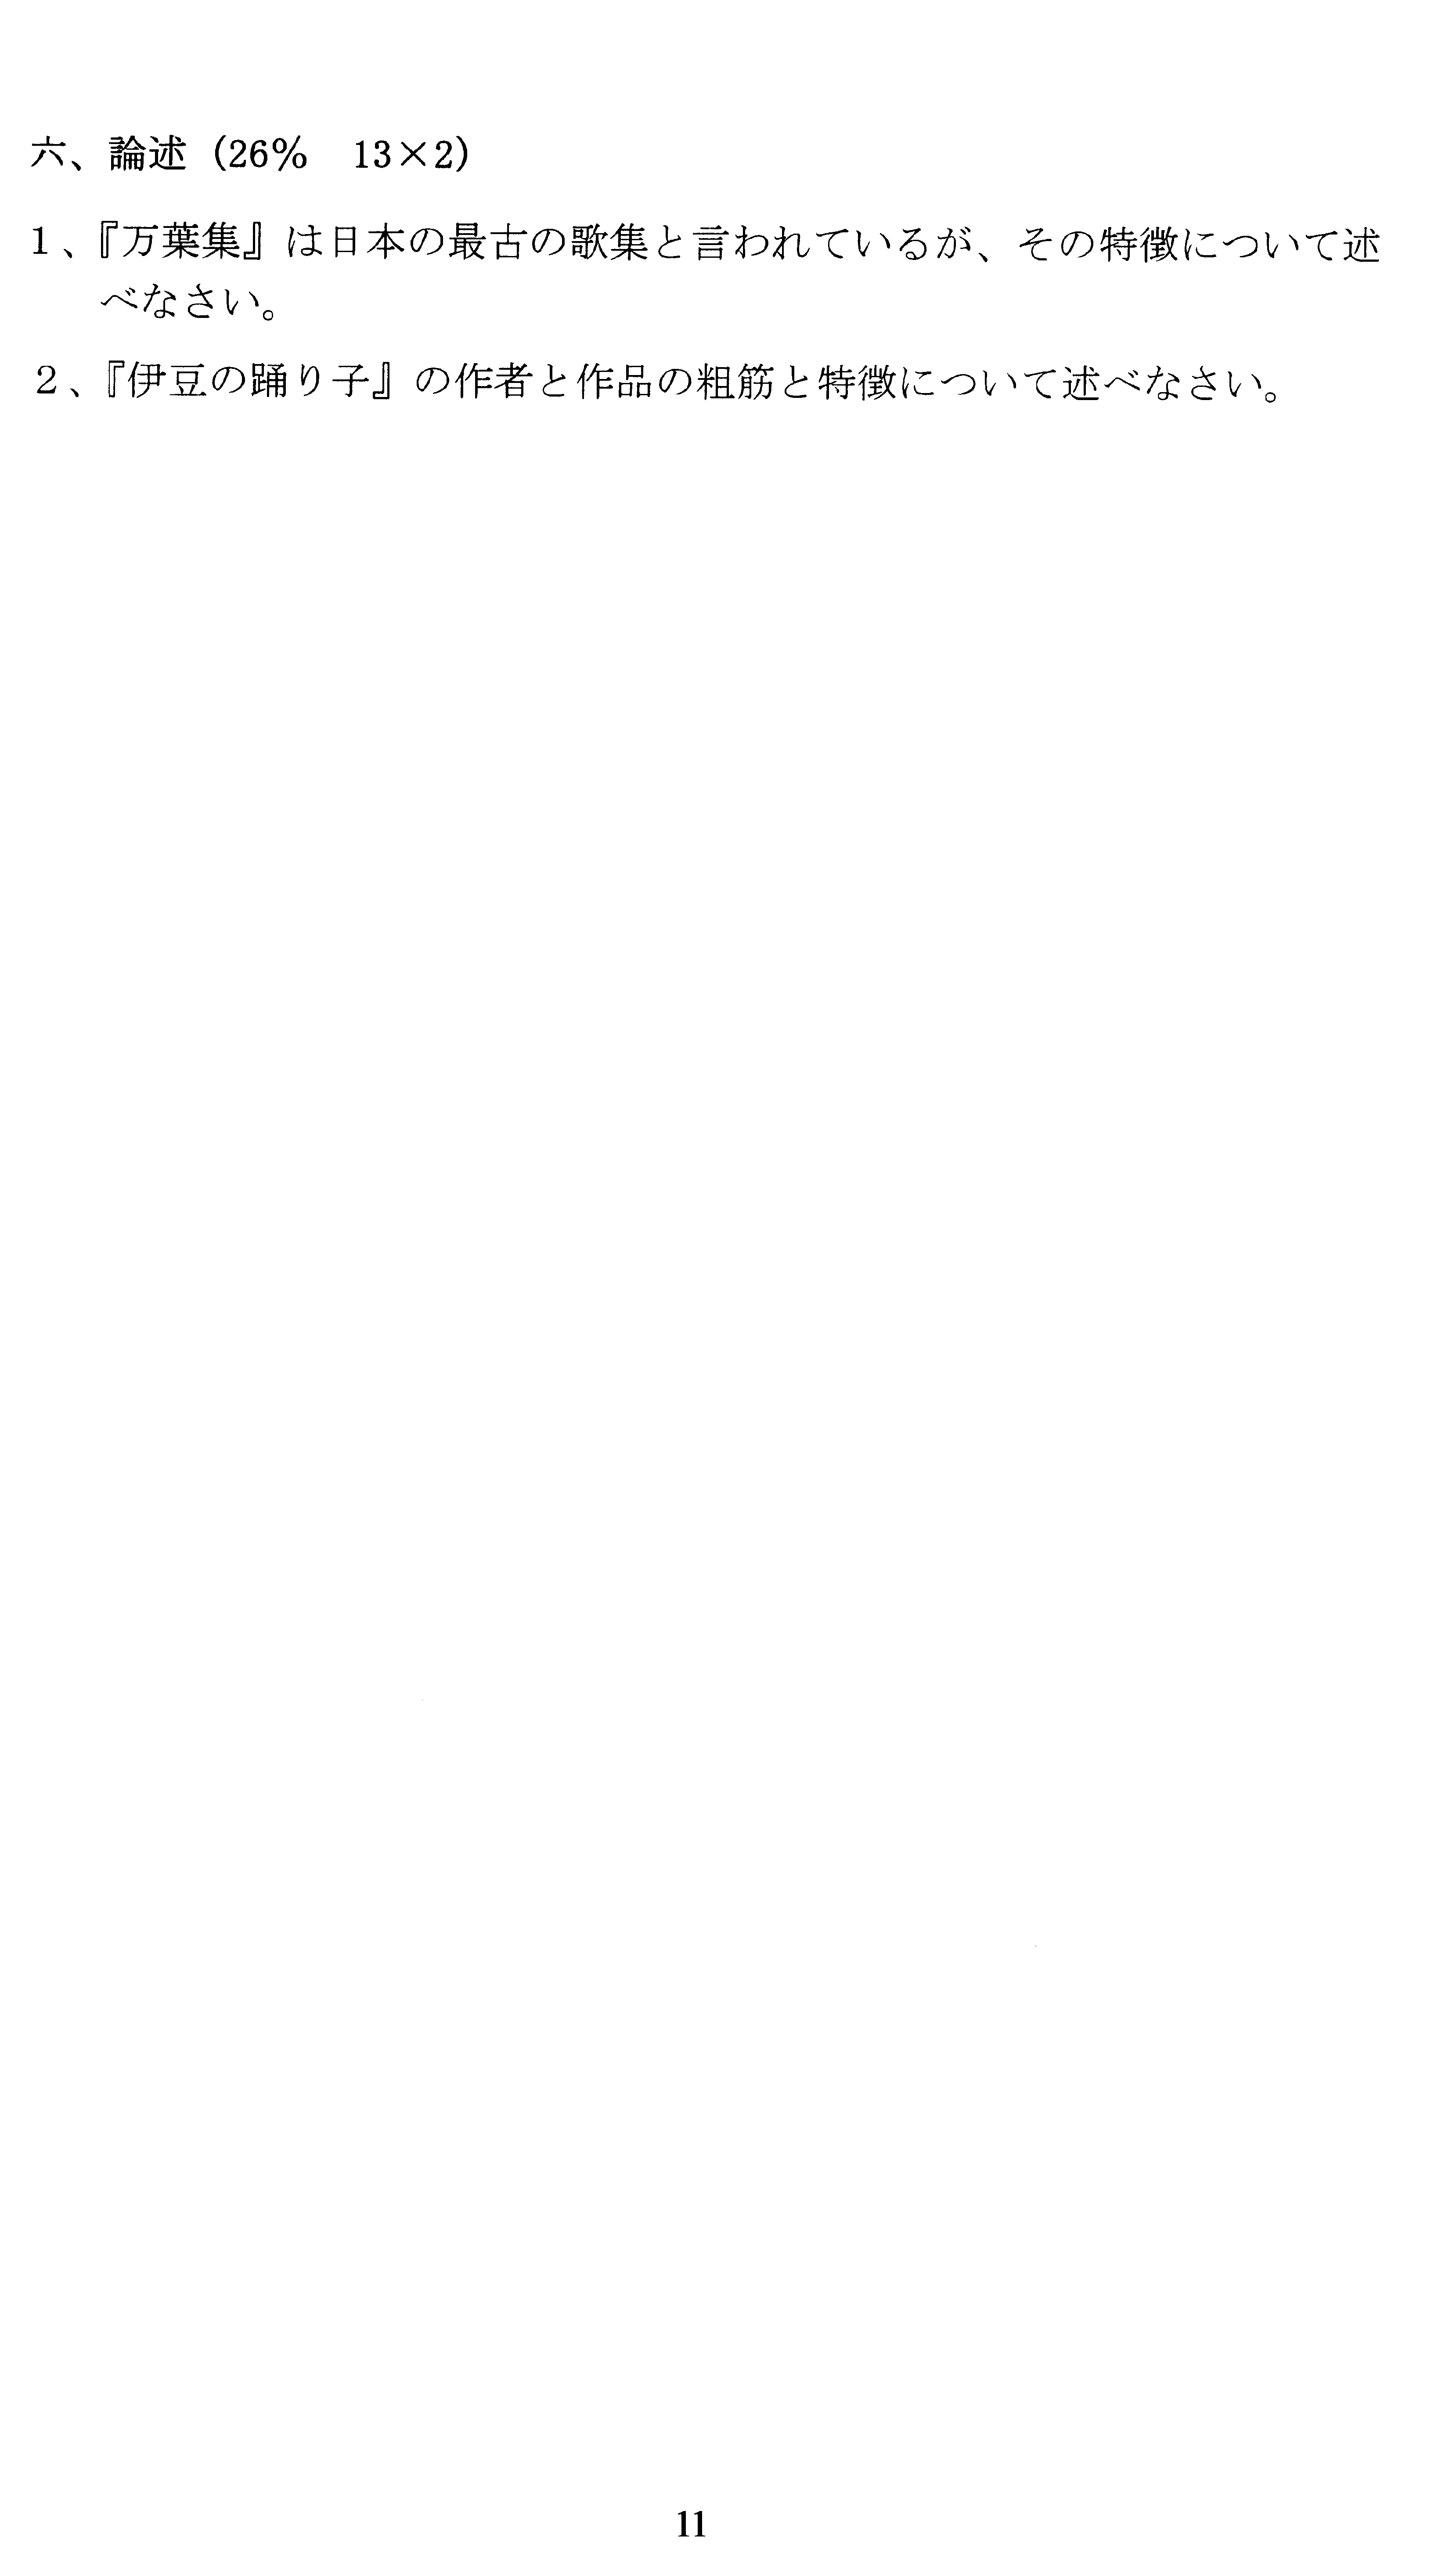 六、論述（26%　13×2）
1、『万葉集』は日本の最古の歌集と言われているが、その特徴について述
べなさい。
2、『伊豆の踊り子』の作者と作品の粗筋と特徴について述べなさい。
11